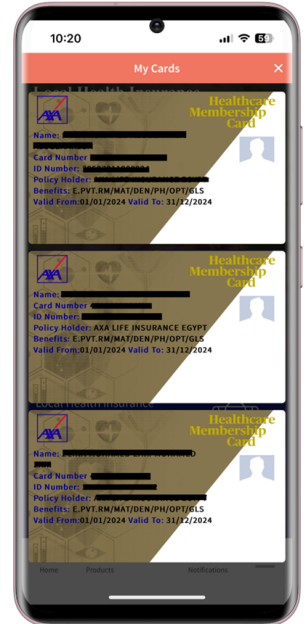 10:20
59
My Cards
×
Local Health Insurance
AXA
Healthcare
Membership
Card
Name:
Card Number
ID Number:
Policy Holder:
Benefits: E.PVT.RM/MAT/DEN/PH/OPT/GLS
Valid From:01/01/2024 Valid To: 31/12/2024
AXA
Healthcare
Membership
Card
Name:
Card Number
ID Number:
Policy Holder: AXA LIFE INSURANCE EGYPT
Benefits: E.PVT.RM/MAT/DEN/PH/OPT/GLS
Valid From:01/01/2024 Valid To: 31/12/2024
Local Health Insurance
AXA
Healthcare
Membership
Card
Name:
Card Number
ID Number:
Policy Holder:
Benefits: E.PVT.RM/MAT/DEN/PH/OPT/GLS
Valid From:01/01/2024 Valid To: 31/12/2024
Home Products Notifications